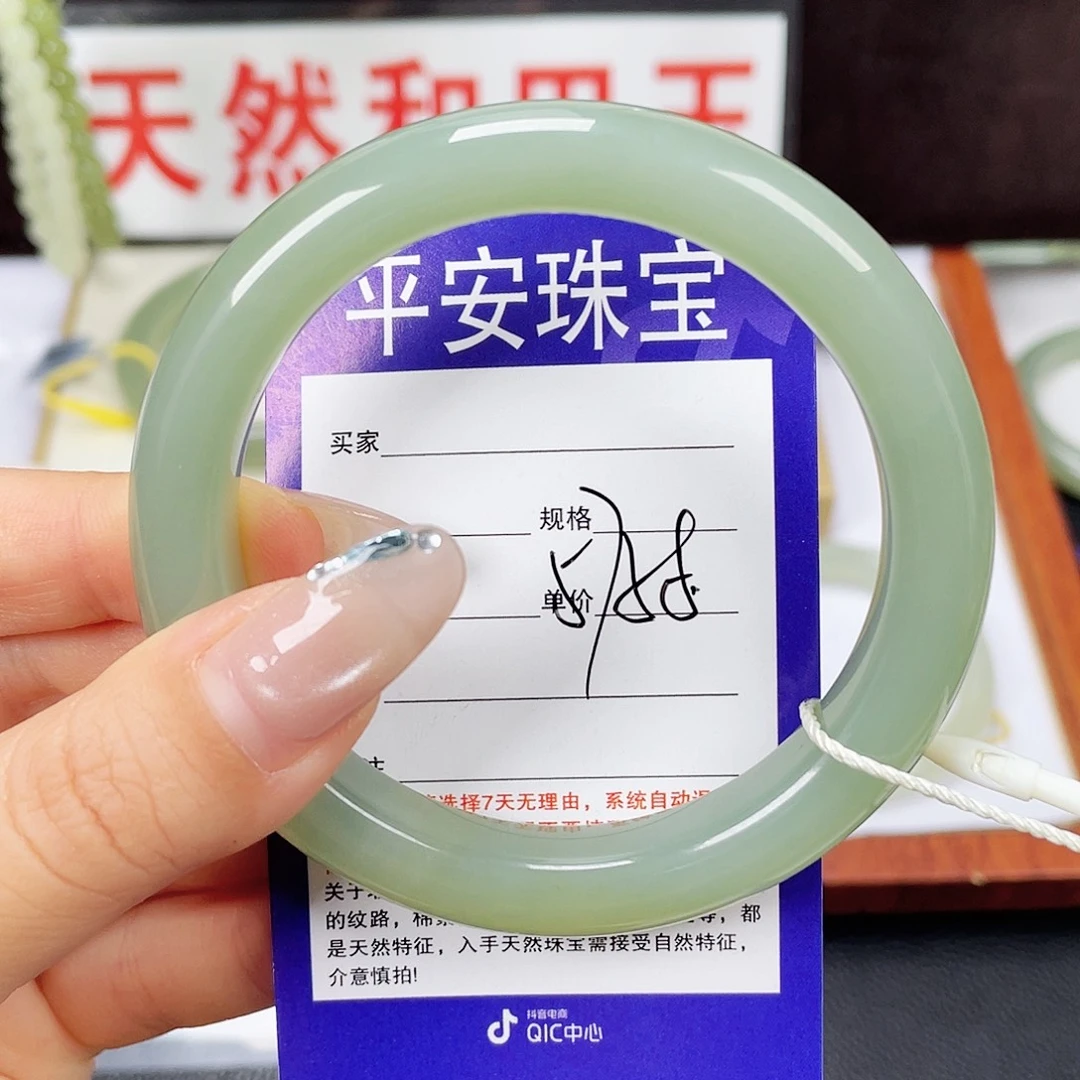 天然和田玉
平安珠宝
买家
规格
单价
选择7天无理由，系统自动退
关于
的纹路，棉
是天然特征，入手天然珠宝需接受自然特征，
介意慎拍!
抖音电商
QIC中心